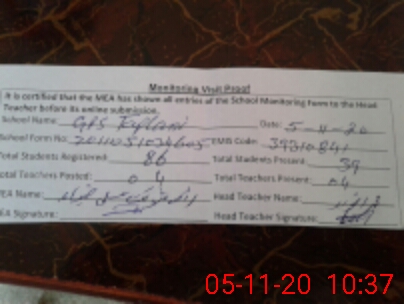 Monitoring Visit Proof
It is certified that the MEA has shown all entries of the School Monitoring Form to the Head
Teacher before its online submission.
School Name: GPS Date: 5-11-20
School Form No: EMIS Code:
Total Students Registered: 86 Total Students Present: 39
Total Teachers Posted: 04 Total Teachers Present: 04
MEA Name: Head Teacher Name:
MEA Signature: Head Teacher Signature:
05-11-20 10:37